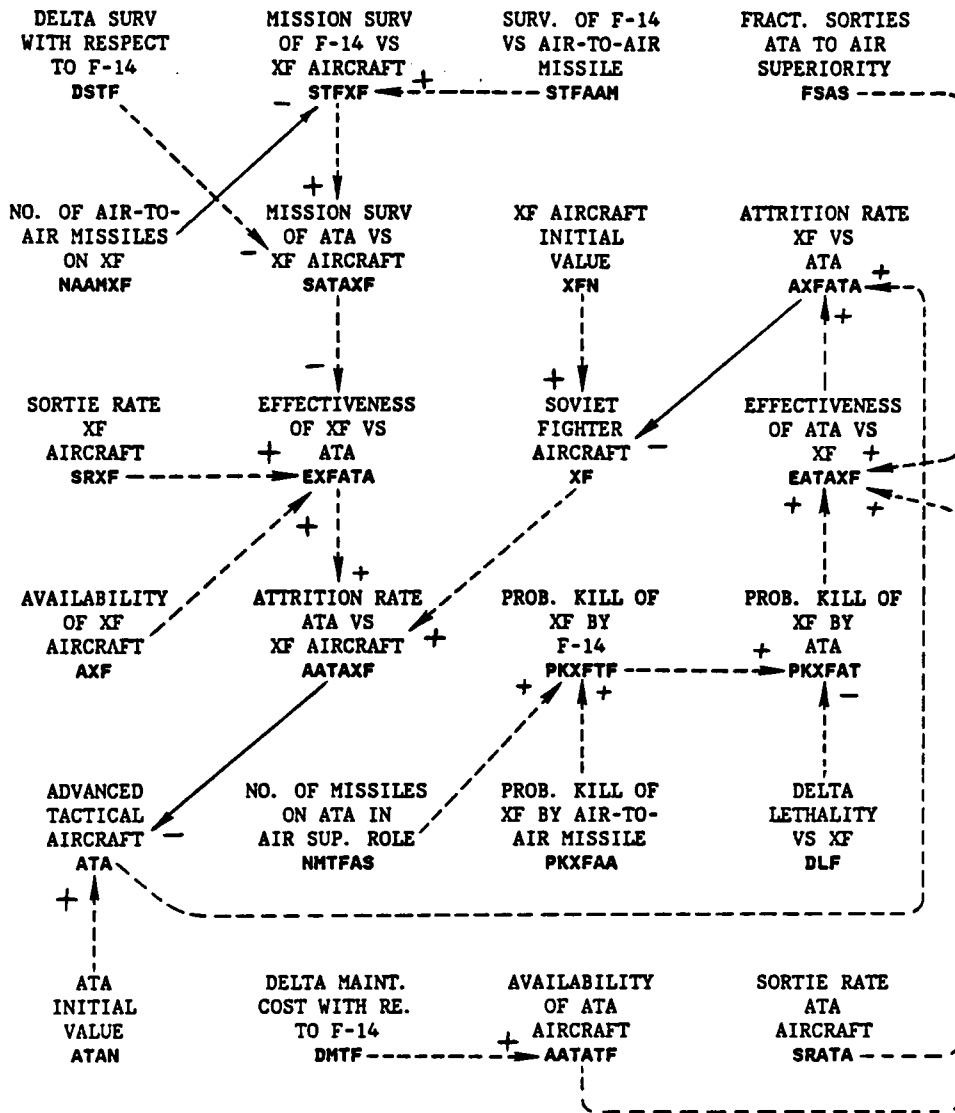 DELTA SURV
WITH RESPECT
TO F-14
DSTF
MISSION SURV
OF F-14 VS
XF AIRCRAFT
STFXF
SURV. OF F-14
VS AIR-TO-AIR
MISSILE
STFAAM
FRACT. SORTIES
ATA TO AIR
SUPERIORITY
FSAS
+
−
+
NO. OF AIR-TO-
AIR MISSILES
ON XF
NAAMXF
MISSION SURV
OF ATA VS
XF AIRCRAFT
SATAXF
−
XF AIRCRAFT
INITIAL
VALUE
XFN
ATTRITION RATE
XF VS
ATA
AXFATA
+
+
−
+
SORTIE RATE
XF
AIRCRAFT
SRXF
EFFECTIVENESS
OF XF VS
ATA
EXFATA
+
+
SOVIET
FIGHTER
AIRCRAFT
XF
−
EFFECTIVENESS
OF ATA VS
XF
EATAXF
+
+
+
AVAILABILITY
OF XF
AIRCRAFT
AXF
+
ATTRITION RATE
ATA VS
XF AIRCRAFT
AATAXF
+
PROB. KILL OF
XF BY
F-14
PKXFTF
+
+
PROB. KILL OF
XF BY
ATA
PKXFAT
+
−
ADVANCED
TACTICAL
AIRCRAFT
ATA
−
+
NO. OF MISSILES
ON ATA IN
AIR SUP. ROLE
NMTFAS
PROB. KILL OF
XF BY AIR-TO-
AIR MISSILE
PKXFAA
DELTA
LETHALITY
VS XF
DLF
ATA
INITIAL
VALUE
ATAN
DELTA MAINT.
COST WITH RE.
TO F-14
DMTF
+
AVAILABILITY
OF ATA
AIRCRAFT
AATATF
SORTIE RATE
ATA
AIRCRAFT
SRATA